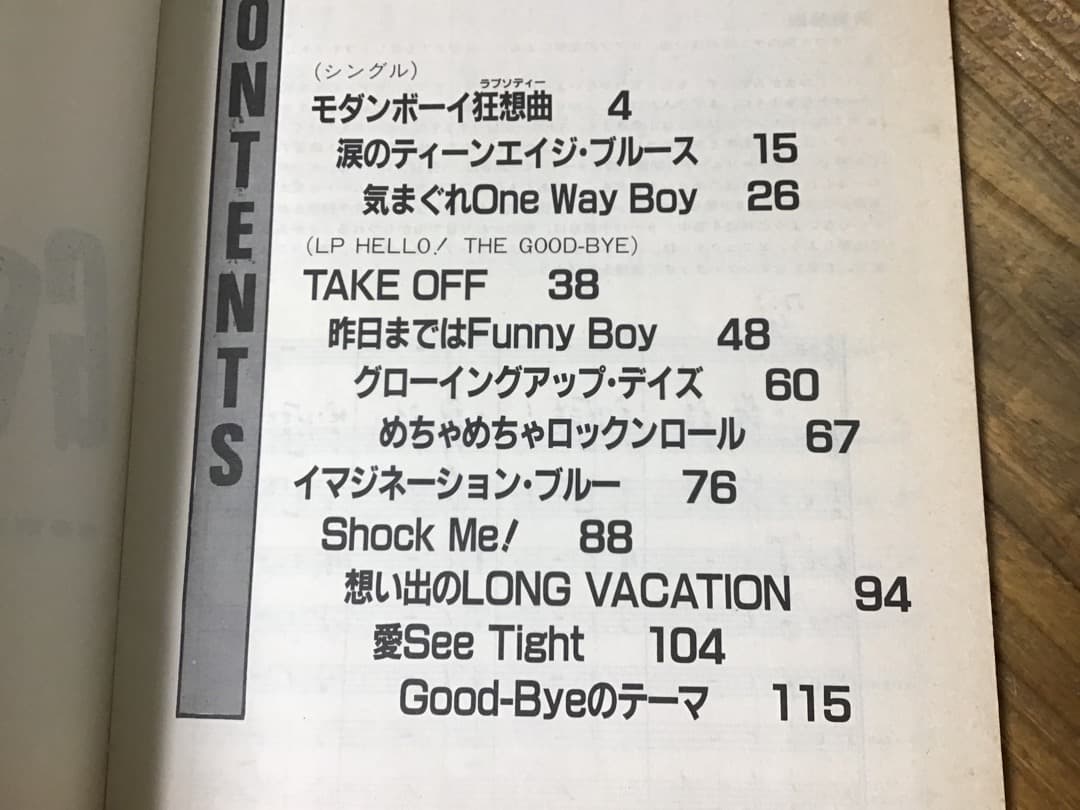 ONTENTS
(シングル)
ラプソディー
モダンボーイ狂想曲 4
涙のティーンエイジ・ブルース 15
気まぐれOne Way Boy 26
(LP HELLO! THE GOOD-BYE)
TAKE OFF 38
昨日まではFunny Boy 48
グローイングアップ・デイズ 60
めちゃめちゃロックンロール 67
イマジネーション・ブルー 76
Shock Me! 88
想い出のLONG VACATION 94
愛See Tight 104
Good-Byeのテーマ 115